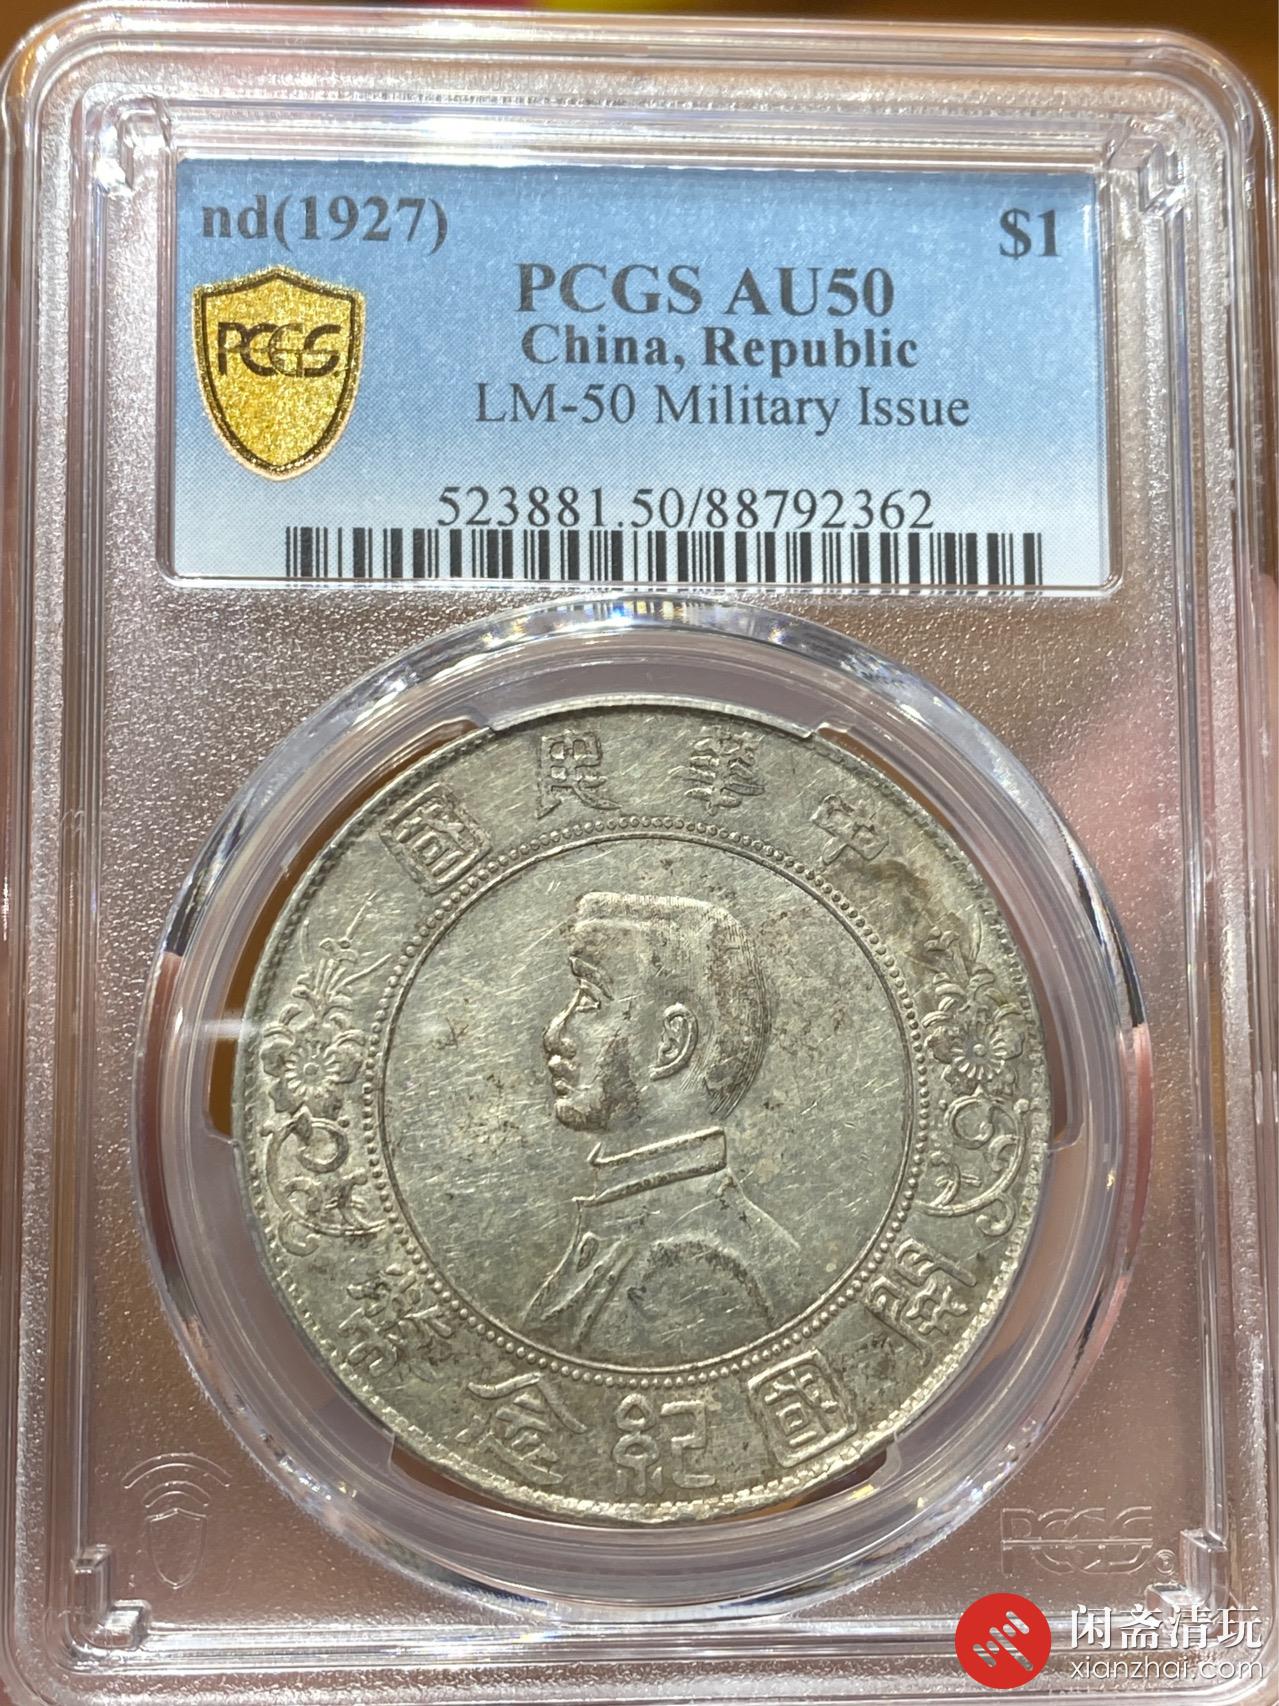 nd(1927)
$1
PCGS AU50
PCGS
China, Republic
LM-50 Military Issue
523881.50/88792362
中華民國
開國紀念幣
PCGS
闲斋清玩
xianzhai.com